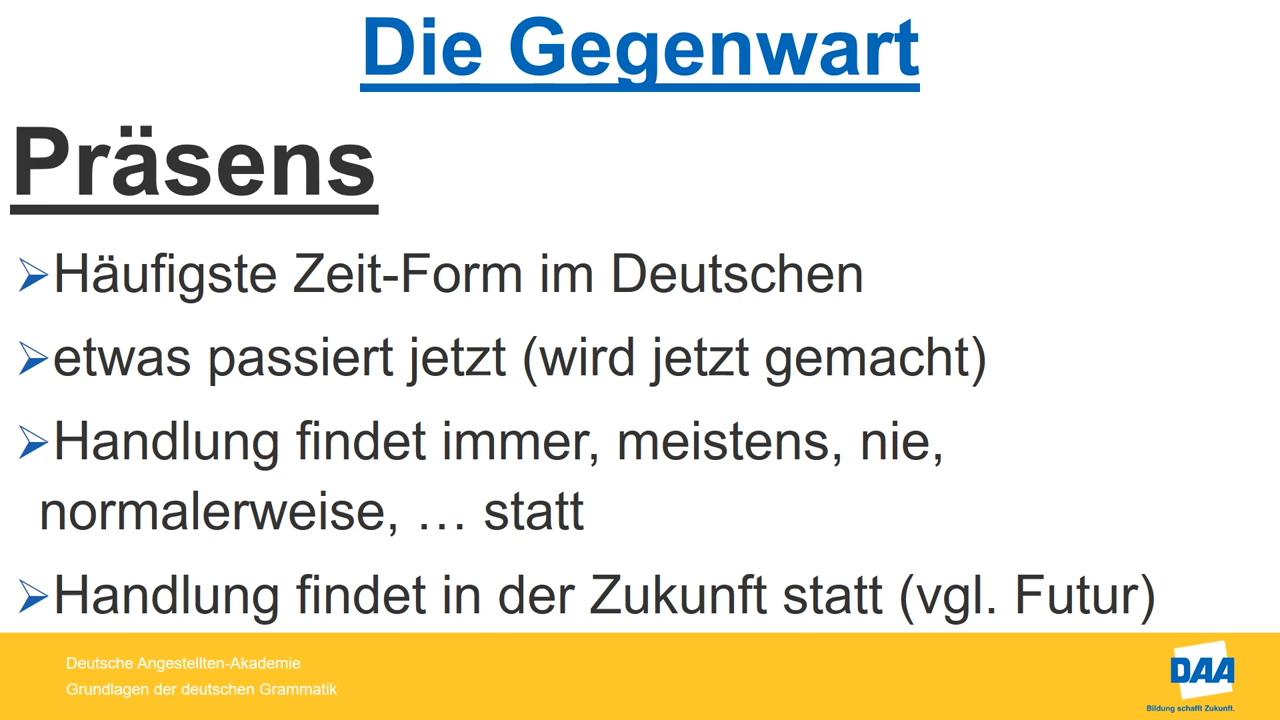 Die Gegenwart
Präsens
➢Häufigste Zeit-Form im Deutschen
➢etwas passiert jetzt (wird jetzt gemacht)
➢Handlung findet immer, meistens, nie,
normalerweise, … statt
➢Handlung findet in der Zukunft statt (vgl. Futur)
Deutsche Angestellten-Akademie
Grundlagen der deutschen Grammatik
DAA
Bildung schafft Zukunft.